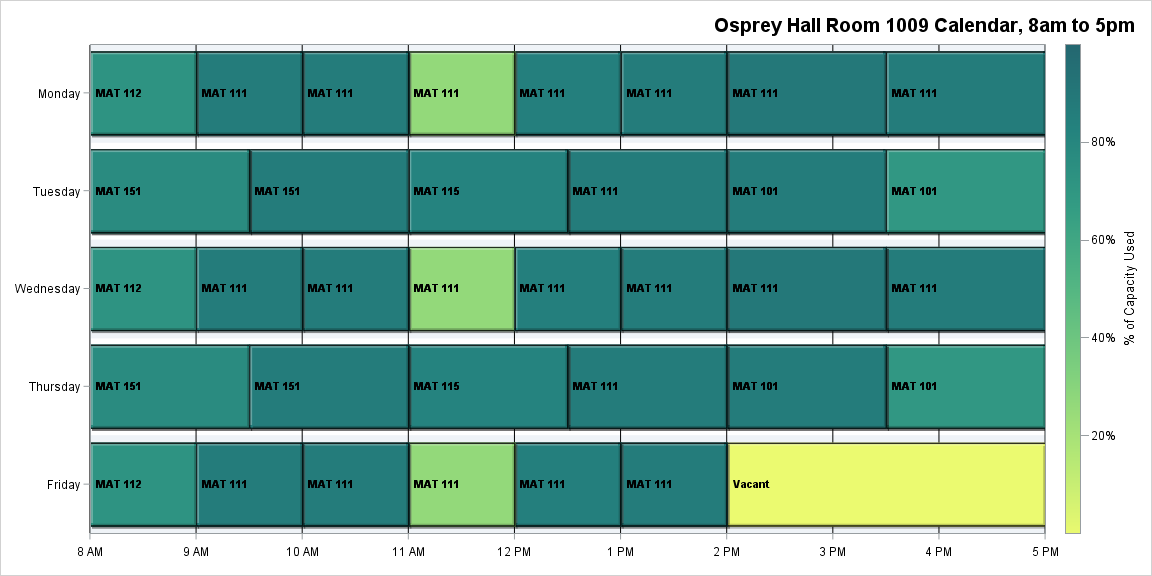 Osprey Hall Room 1009 Calendar, 8am to 5pm
Monday
MAT 112 MAT 111 MAT 111 MAT 111 MAT 111 MAT 111 MAT 111 MAT 111
Tuesday
MAT 151 MAT 151 MAT 115 MAT 111 MAT 101 MAT 101
Wednesday
MAT 112 MAT 111 MAT 111 MAT 111 MAT 111 MAT 111 MAT 111 MAT 111
Thursday
MAT 151 MAT 151 MAT 115 MAT 111 MAT 101 MAT 101
Friday
MAT 112 MAT 111 MAT 111 MAT 111 MAT 111 MAT 111 Vacant
8 AM 9 AM 10 AM 11 AM 12 PM 1 PM 2 PM 3 PM 4 PM 5 PM
80%
60%
40%
20%
% of Capacity Used